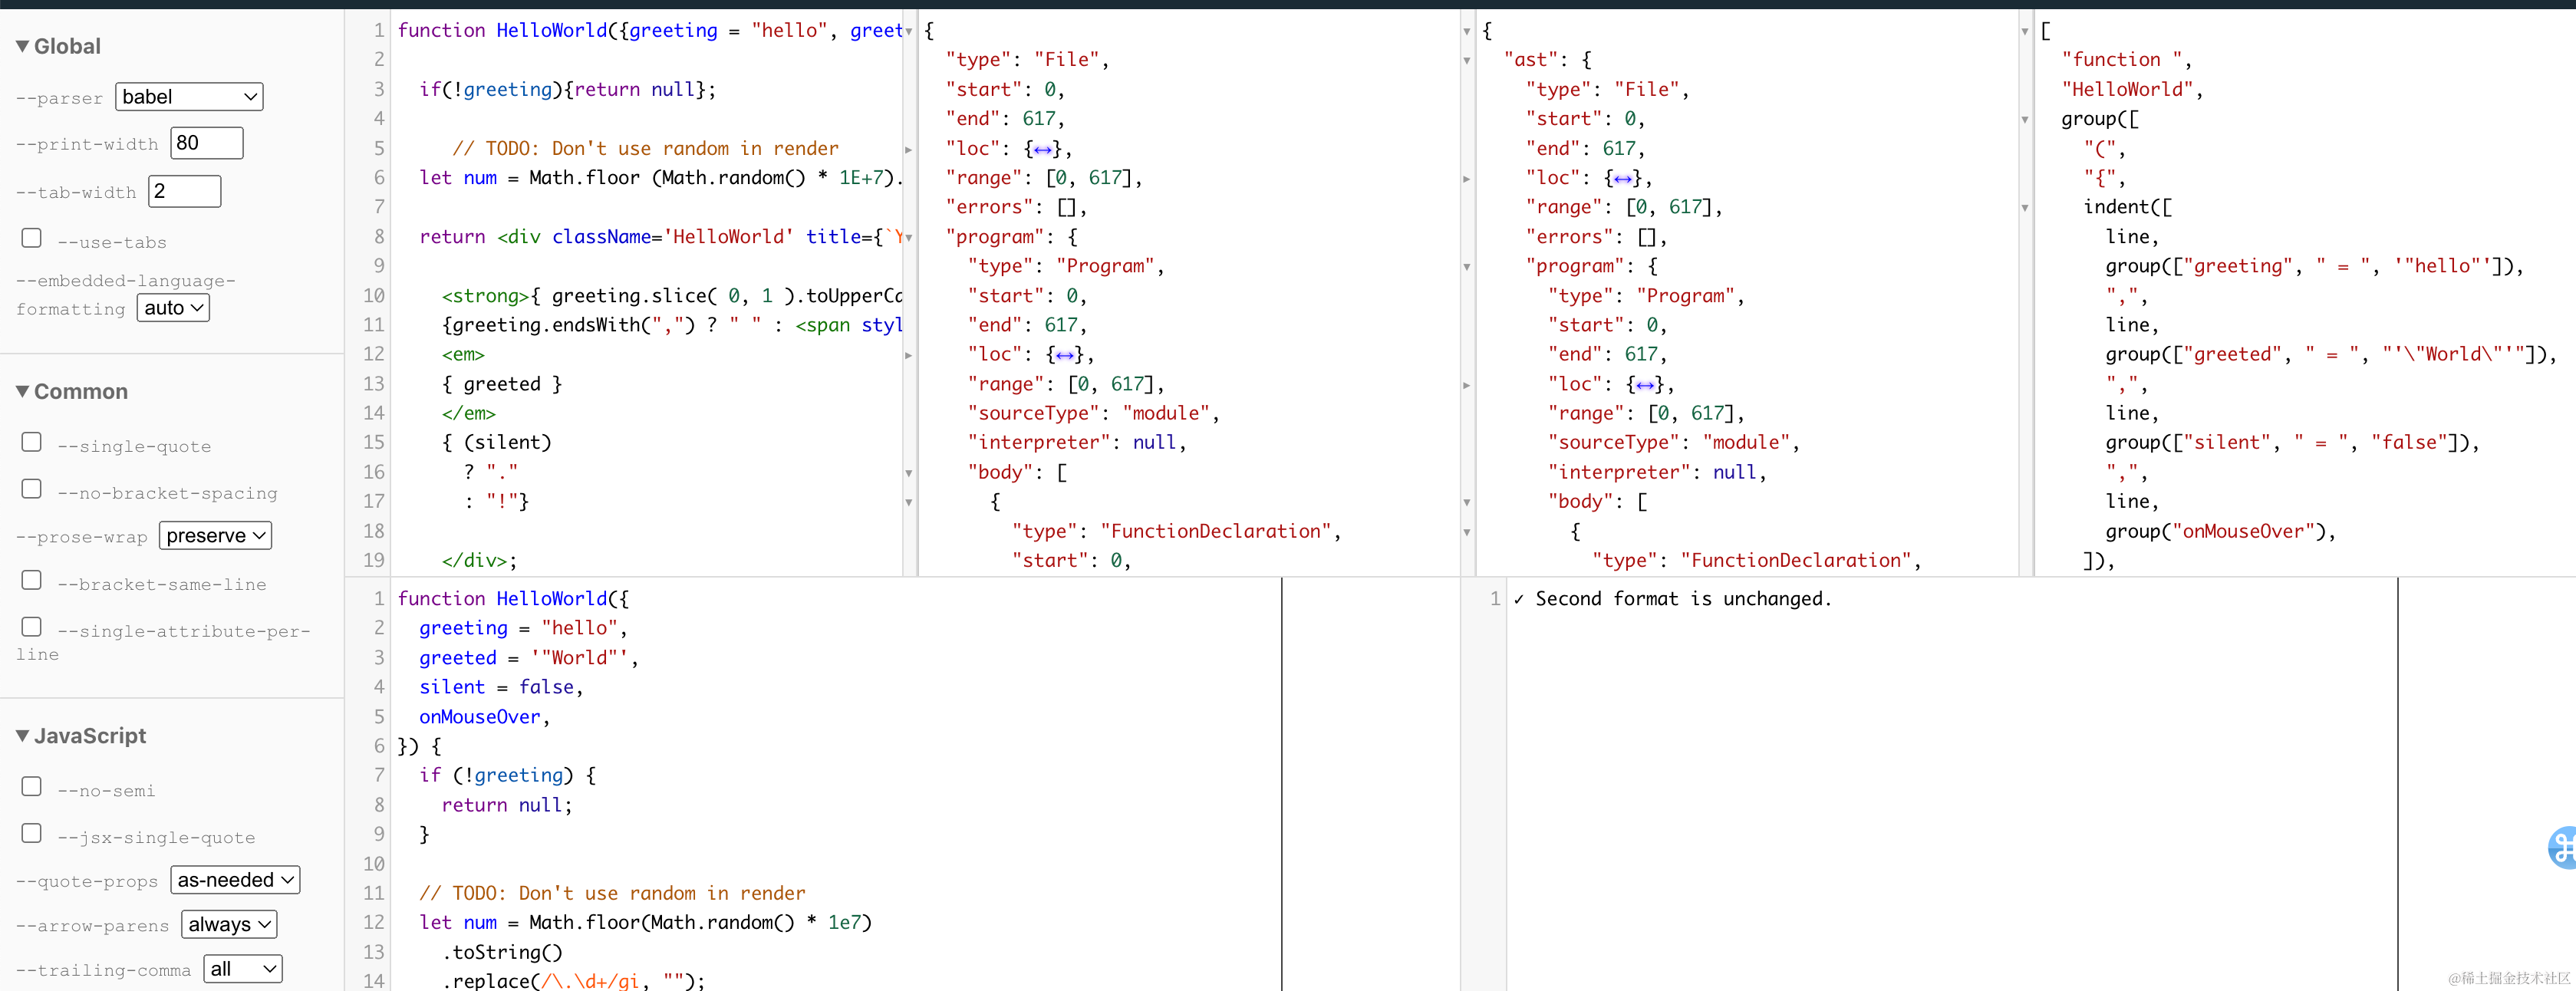 ▼ Global
--parser babel
--print-width 80
--tab-width 2
--use-tabs
--embedded-language-
formatting auto
▼ Common
--single-quote
--no-bracket-spacing
--prose-wrap preserve
--bracket-same-line
--single-attribute-per-
line
▼ JavaScript
--no-semi
--jsx-single-quote
--quote-props as-needed
--arrow-parens always
--trailing-comma all
1 function HelloWorld({greeting = "hello", greet
2
3 if(!greeting){return null};
4
5 // TODO: Don't use random in render
6 let num = Math.floor (Math.random() * 1E+7).
7
8 return <div className='HelloWorld' title={`Y
9
10 <strong>{ greeting.slice( 0, 1 ).toUpperCa
11 {greeting.endsWith(",") ? " " : <span styl
12 <em>
13 { greeted }
14 </em>
15 { (silent)
16 ? "."
17 : "!"}
18
19 </div>;
{
"type": "File",
"start": 0,
"end": 617,
"loc": {↔},
"range": [0, 617],
"errors": [],
"program": {
"type": "Program",
"start": 0,
"end": 617,
"loc": {↔},
"range": [0, 617],
"sourceType": "module",
"interpreter": null,
"body": [
{
"type": "FunctionDeclaration",
"start": 0,
{
"ast": {
"type": "File",
"start": 0,
"end": 617,
"loc": {↔},
"range": [0, 617],
"errors": [],
"program": {
"type": "Program",
"start": 0,
"end": 617,
"loc": {↔},
"range": [0, 617],
"sourceType": "module",
"interpreter": null,
"body": [
{
"type": "FunctionDeclaration",
[
"function ",
"HelloWorld",
group([
"(",
"{",
indent([
line,
group(["greeting", " = ", '"hello"']),
",",
line,
group(["greeted", " = ", "'\"World\"'"]),
",",
line,
group(["silent", " = ", "false"]),
",",
line,
group("onMouseOver"),
]),
1 function HelloWorld({
2 greeting = "hello",
3 greeted = '"World"',
4 silent = false,
5 onMouseOver,
6 }) {
7 if (!greeting) {
8 return null;
9 }
10
11 // TODO: Don't use random in render
12 let num = Math.floor(Math.random() * 1e7)
13 .toString()
14 .replace(/\.\d+/gi, "");
1 ✓ Second format is unchanged.
@稀土掘金技术社区